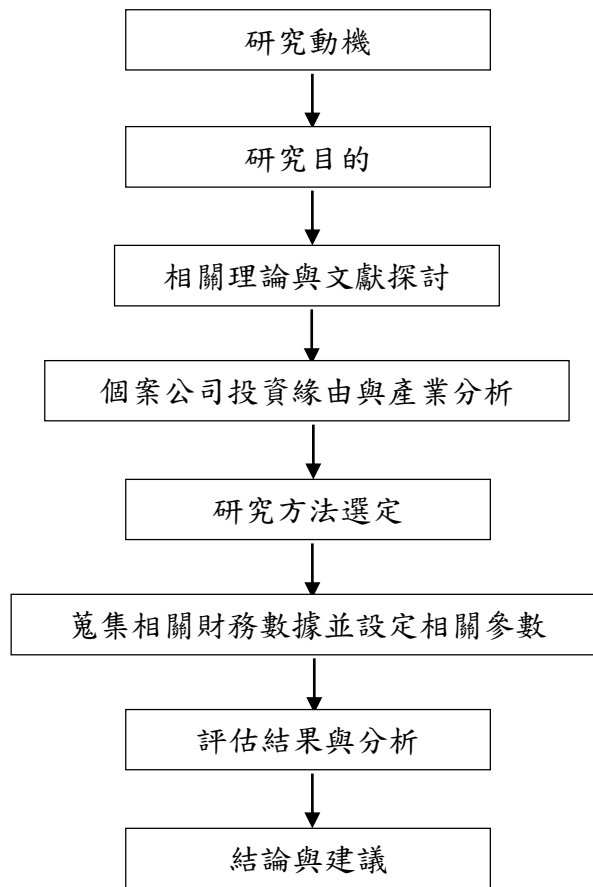 研究動機
研究目的
相關理論與文獻探討
個案公司投資緣由與產業分析
研究方法選定
蒐集相關財務數據並設定相關參數
評估結果與分析
結論與建議